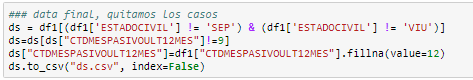 ### data final, quitamos los casos
ds = df1[(df1['ESTADOCIVIL'] != 'SEP') & (df1['ESTADOCIVIL'] != 'VIU')]
ds=ds[ds["CTDMESPASIVOULT12MES"]!=9]
ds["CTDMESPASIVOULT12MES"]=df1["CTDMESPASIVOULT12MES"].fillna(value=12)
ds.to_csv("ds.csv", index=False)